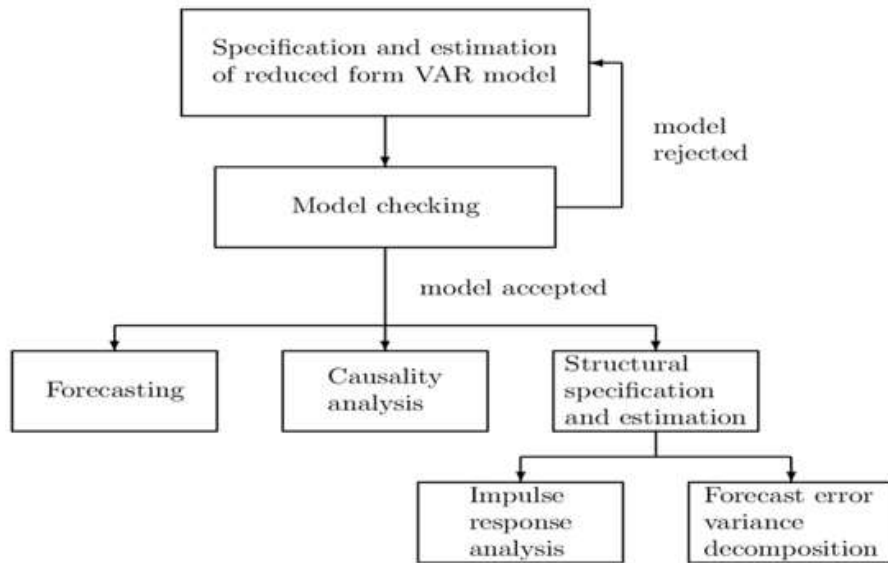 Specification and estimation
of reduced form VAR model
model
rejected
Model checking
model accepted
Forecasting
Causality
analysis
Structural
specification
and estimation
Impulse
response
analysis
Forecast error
variance
decomposition